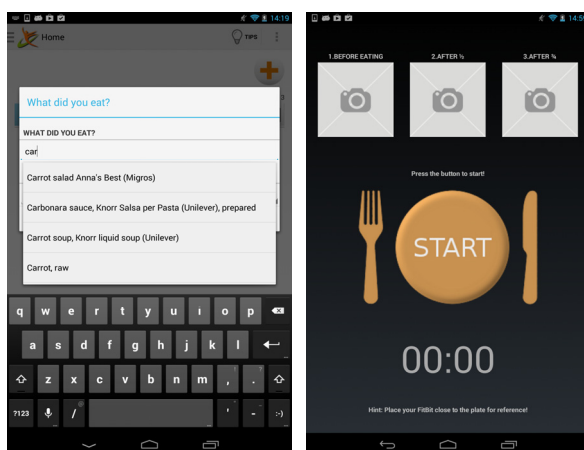 14:19
Home
TIPS
What did you eat?
WHAT DID YOU EAT?
car
Carrot salad Anna's Best (Migros)
Carbonara sauce, Knorr Salsa per Pasta (Unilever), prepared
Carrot soup, Knorr liquid soup (Unilever)
Carrot, raw
q w e r t y u i o p
a s d f g h j k l
z x c v b n m , .
?123 / ' - :-)
14:59
1.BEFORE EATING 2.AFTER ½ 3.AFTER ¾
Press the button to start!
START
00:00
Hint: Place your FitBit close to the plate for reference!